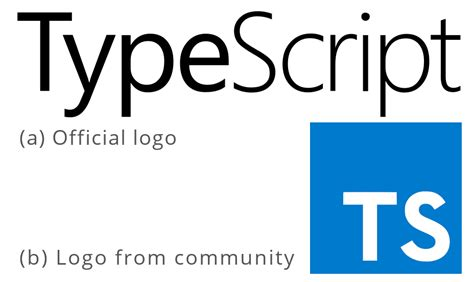 TypeScript
(a) Official logo
TS
(b) Logo from community